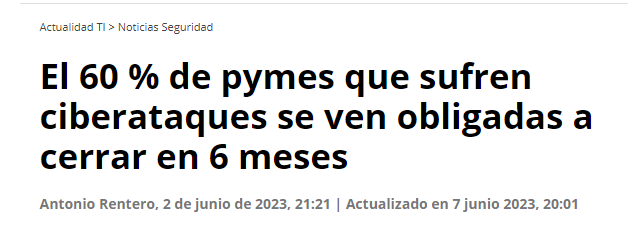 Actualidad TI > Noticias Seguridad
El 60 % de pymes que sufren
ciberataques se ven obligadas a
cerrar en 6 meses
Antonio Rentero, 2 de junio de 2023, 21:21 | Actualizado en 7 junio 2023, 20:01